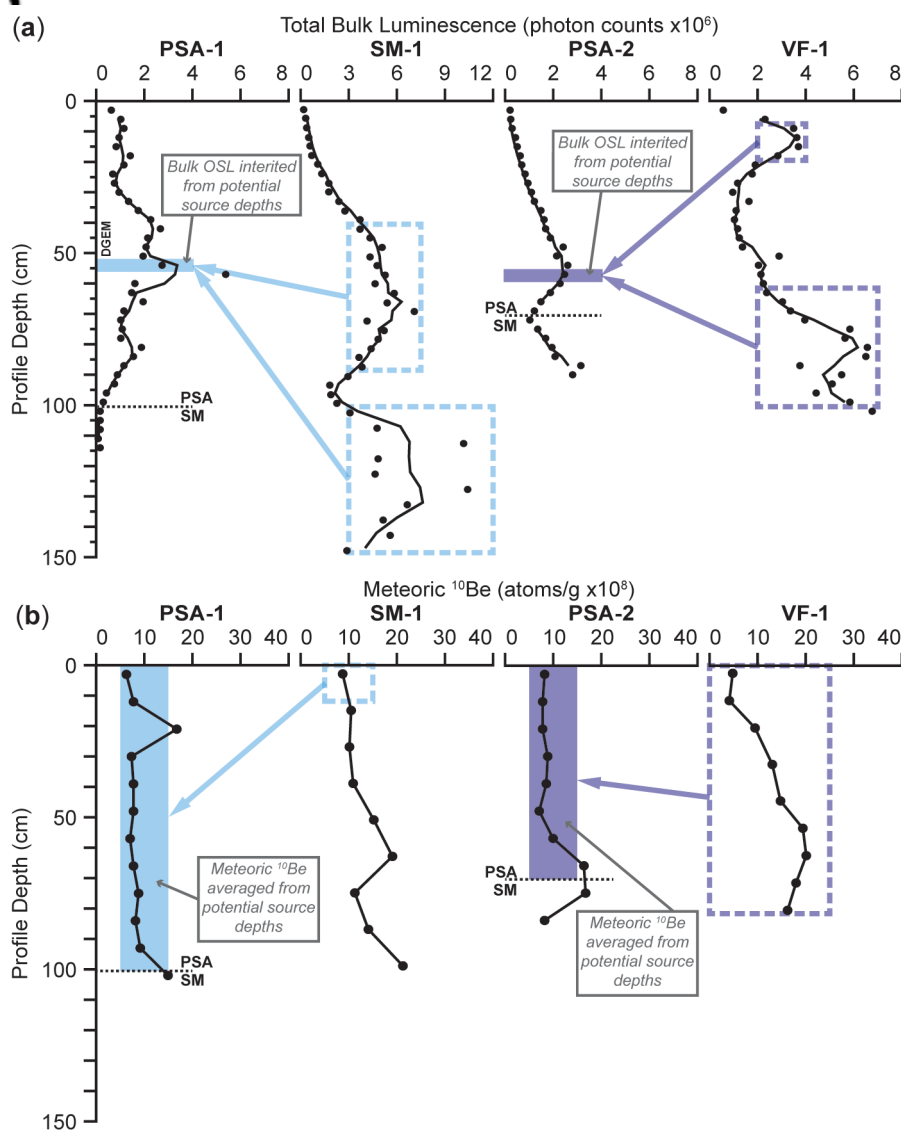 (a)
Total Bulk Luminescence (photon counts x10⁶)
PSA-1 SM-1 PSA-2 VF-1
0 2 4 6 8 0 3 6 9 12 0 2 4 6 8 0 2 4 6 8
0
50
100
150
Profile Depth (cm)
DGEM
Bulk OSL interited
from potential
source depths
PSA
SM
Bulk OSL interited
from potential
source depths
PSA
SM
(b)
Meteoric ¹⁰Be (atoms/g x10⁸)
PSA-1 SM-1 PSA-2 VF-1
0 10 20 30 40 0 10 20 30 40 0 10 20 30 40 0 10 20 30 40
0
50
100
150
Profile Depth (cm)
Meteoric ¹⁰Be
averaged from
potential source
depths
PSA
SM
PSA
SM
Meteoric ¹⁰Be
averaged from
potential source
depths